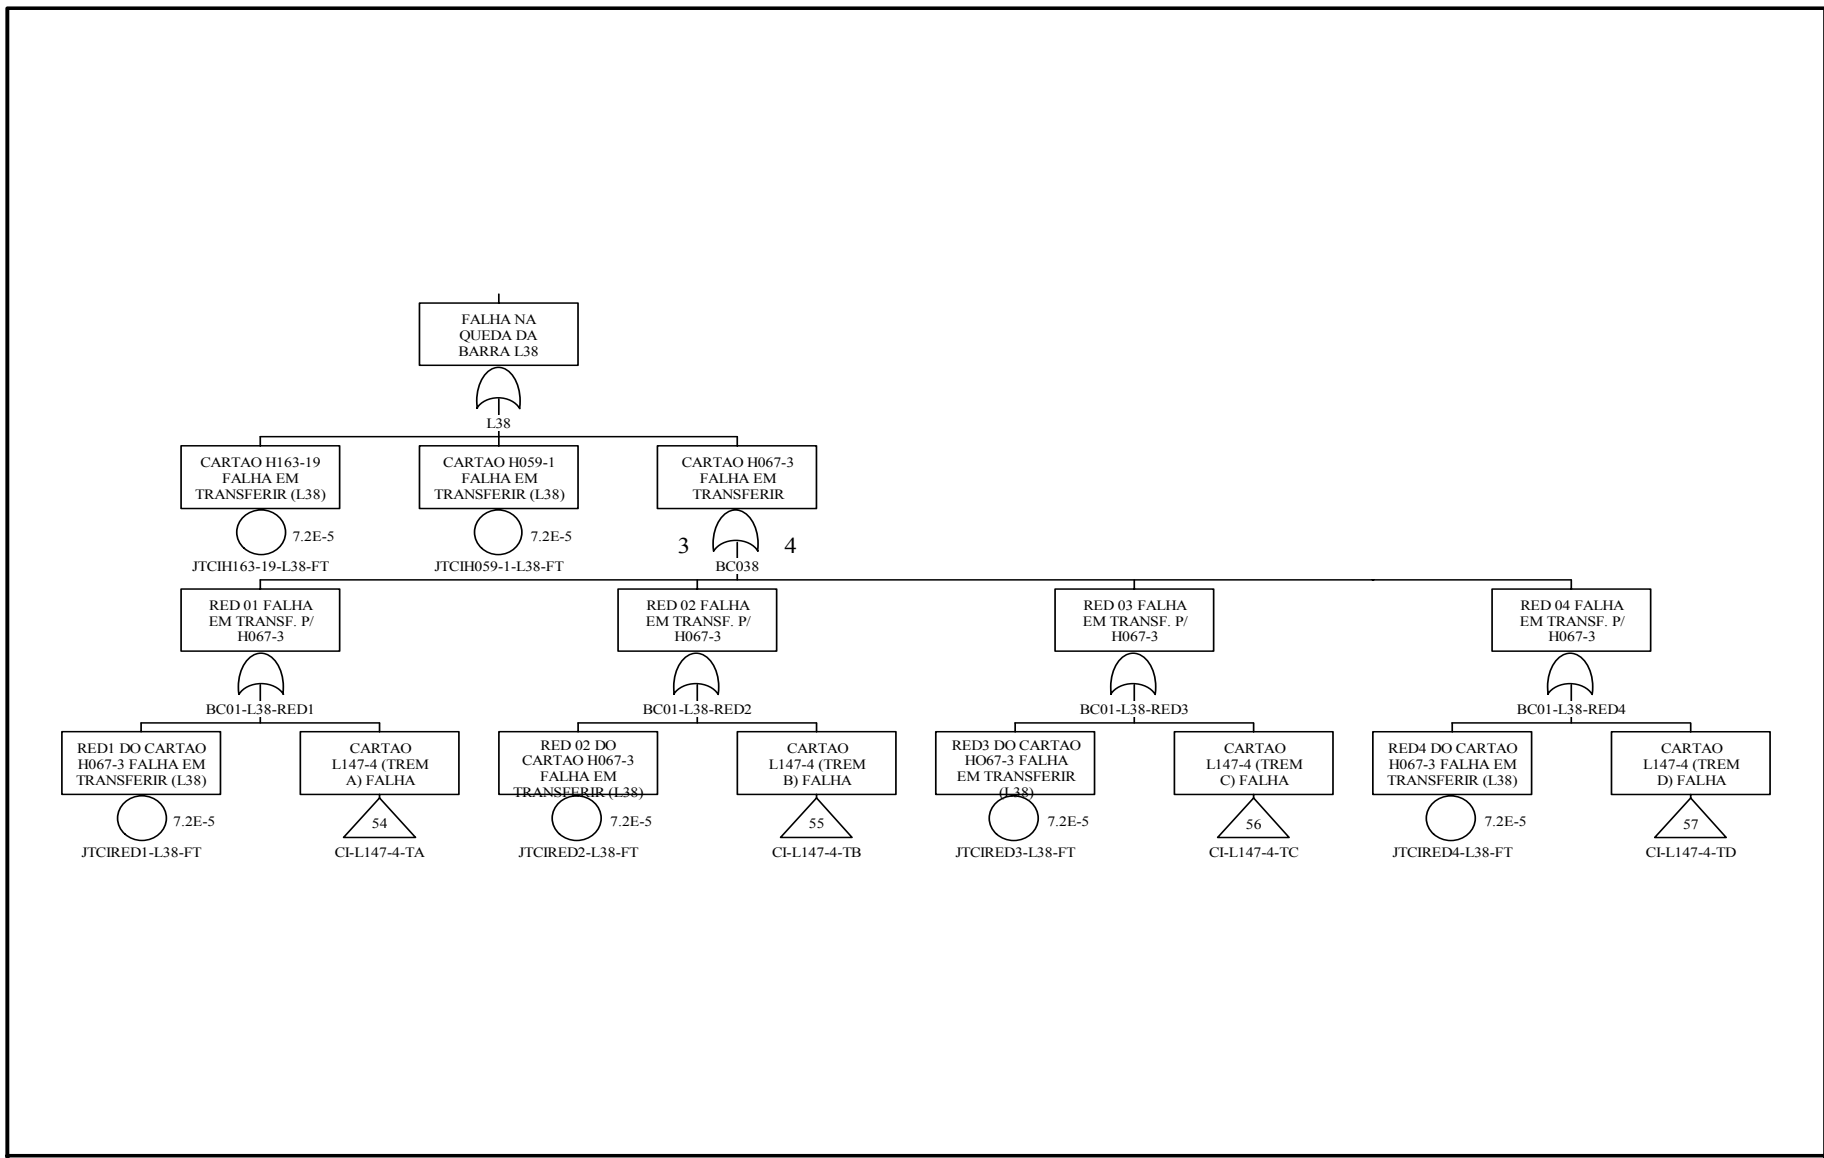 FALHA NA
QUEDA DA
BARRA L38
L38
CARTAO H163-19
FALHA EM
TRANSFERIR (L38)
7.2E-5
JTCIH163-19-L38-FT
CARTAO H059-1
FALHA EM
TRANSFERIR (L38)
7.2E-5
JTCIH059-1-L38-FT
CARTAO H067-3
FALHA EM
TRANSFERIR
3
4
BC038
RED 01 FALHA
EM TRANSF. P/
H067-3
BC01-L38-RED1
RED 02 FALHA
EM TRANSF. P/
H067-3
BC01-L38-RED2
RED 03 FALHA
EM TRANSF. P/
H067-3
BC01-L38-RED3
RED 04 FALHA
EM TRANSF. P/
H067-3
BC01-L38-RED4
RED1 DO CARTAO
H067-3 FALHA EM
TRANSFERIR (L38)
7.2E-5
JTCIRED1-L38-FT
CARTAO
L147-4 (TREM
A) FALHA
54
CI-L147-4-TA
RED 02 DO
CARTAO H067-3
FALHA EM
TRANSFERIR (L38)
7.2E-5
JTCIRED2-L38-FT
CARTAO
L147-4 (TREM
B) FALHA
55
CI-L147-4-TB
RED3 DO CARTAO
HO67-3 FALHA
EM TRANSFERIR
(L38)
7.2E-5
JTCIRED3-L38-FT
CARTAO
L147-4 (TREM
C) FALHA
56
CI-L147-4-TC
RED4 DO CARTAO
H067-3 FALHA EM
TRANSFERIR (L38)
7.2E-5
JTCIRED4-L38-FT
CARTAO
L147-4 (TREM
D) FALHA
57
CI-L147-4-TD